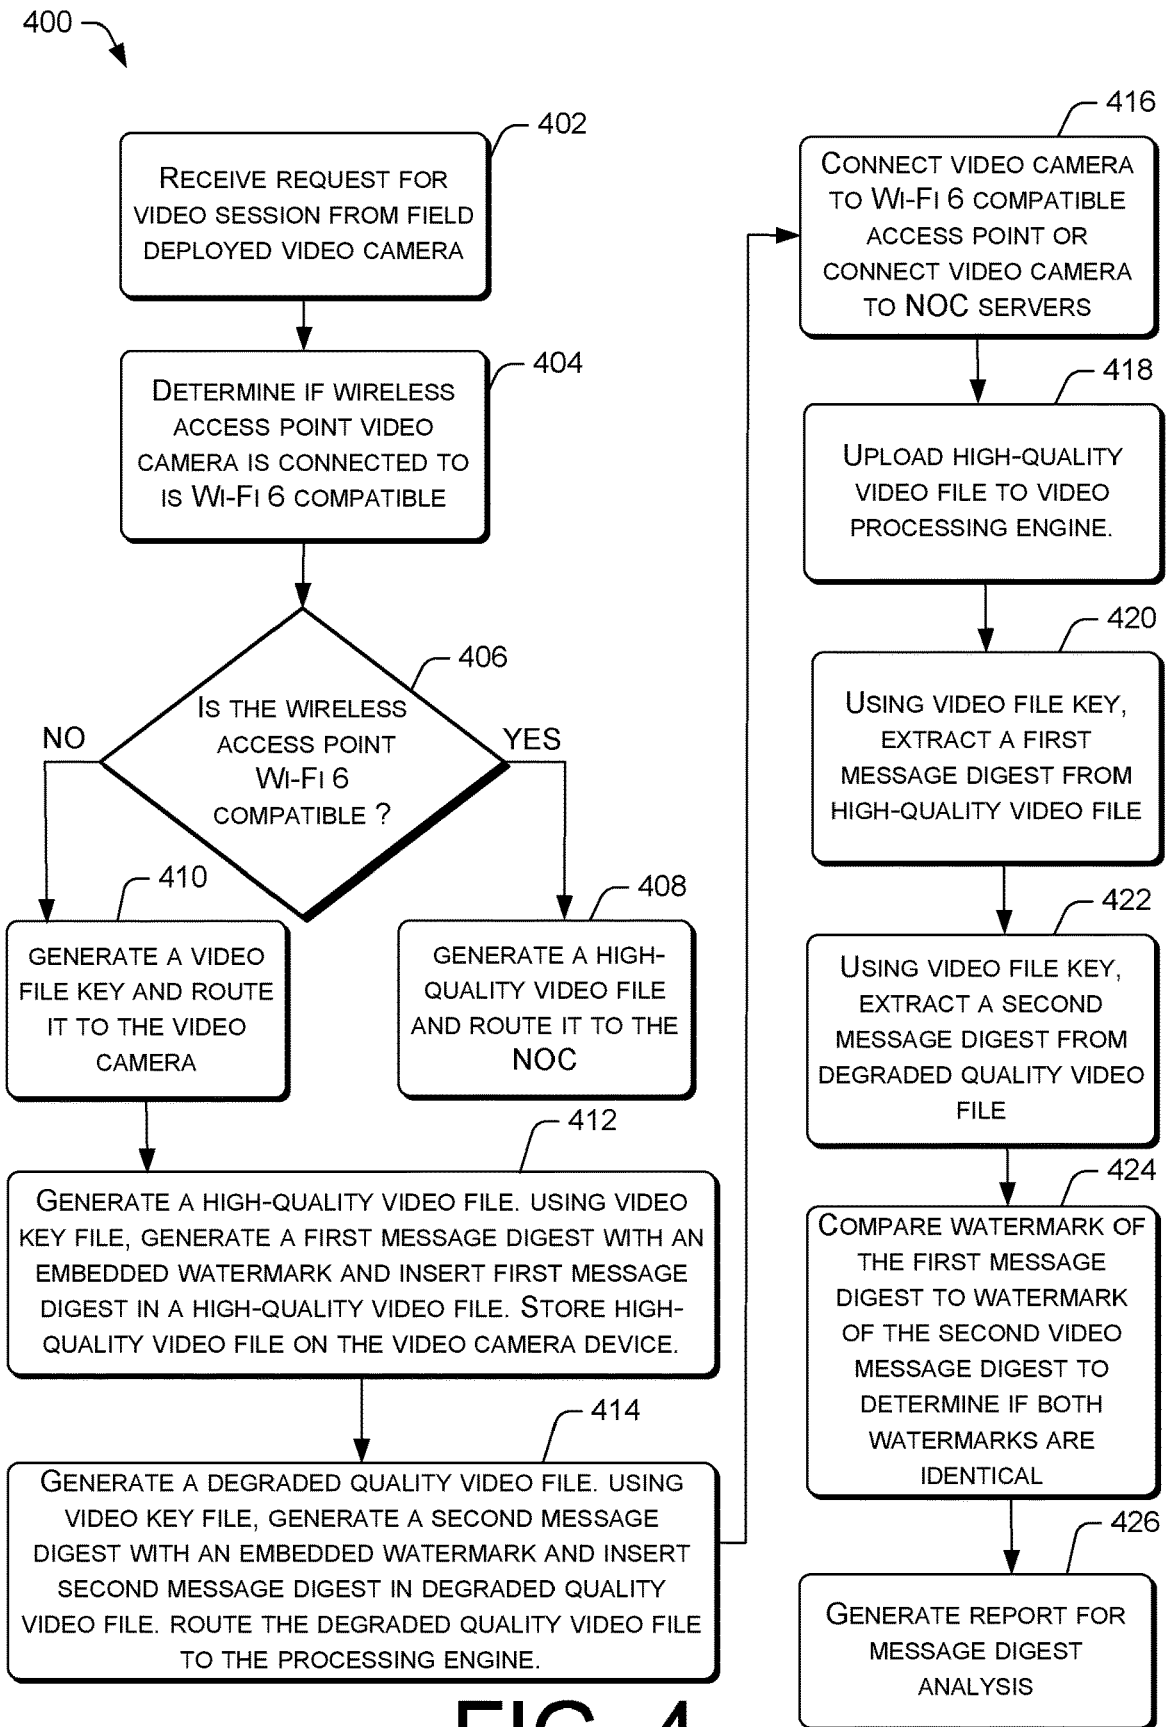 400
402
RECEIVE REQUEST FOR
VIDEO SESSION FROM FIELD
DEPLOYED VIDEO CAMERA
404
DETERMINE IF WIRELESS
ACCESS POINT VIDEO
CAMERA IS CONNECTED TO
IS WI-FI 6 COMPATIBLE
406
IS THE WIRELESS
ACCESS POINT
WI-FI 6
COMPATIBLE ?
NO
YES
410
GENERATE A VIDEO
FILE KEY AND ROUTE
IT TO THE VIDEO
CAMERA
408
GENERATE A HIGH-
QUALITY VIDEO FILE
AND ROUTE IT TO THE
NOC
412
GENERATE A HIGH-QUALITY VIDEO FILE. USING VIDEO
KEY FILE, GENERATE A FIRST MESSAGE DIGEST WITH AN
EMBEDDED WATERMARK AND INSERT FIRST MESSAGE
DIGEST IN A HIGH-QUALITY VIDEO FILE. STORE HIGH-
QUALITY VIDEO FILE ON THE VIDEO CAMERA DEVICE.
414
GENERATE A DEGRADED QUALITY VIDEO FILE. USING
VIDEO KEY FILE, GENERATE A SECOND MESSAGE
DIGEST WITH AN EMBEDDED WATERMARK AND INSERT
SECOND MESSAGE DIGEST IN DEGRADED QUALITY
VIDEO FILE. ROUTE THE DEGRADED QUALITY VIDEO FILE
TO THE PROCESSING ENGINE.
416
CONNECT VIDEO CAMERA
TO WI-FI 6 COMPATIBLE
ACCESS POINT OR
CONNECT VIDEO CAMERA
TO NOC SERVERS
418
UPLOAD HIGH-QUALITY
VIDEO FILE TO VIDEO
PROCESSING ENGINE.
420
USING VIDEO FILE KEY,
EXTRACT A FIRST
MESSAGE DIGEST FROM
HIGH-QUALITY VIDEO FILE
422
USING VIDEO FILE KEY,
EXTRACT A SECOND
MESSAGE DIGEST FROM
DEGRADED QUALITY VIDEO
FILE
424
COMPARE WATERMARK OF
THE FIRST MESSAGE
DIGEST TO WATERMARK
OF THE SECOND VIDEO
MESSAGE DIGEST TO
DETERMINE IF BOTH
WATERMARKS ARE
IDENTICAL
426
GENERATE REPORT FOR
MESSAGE DIGEST
ANALYSIS
FIG. 4